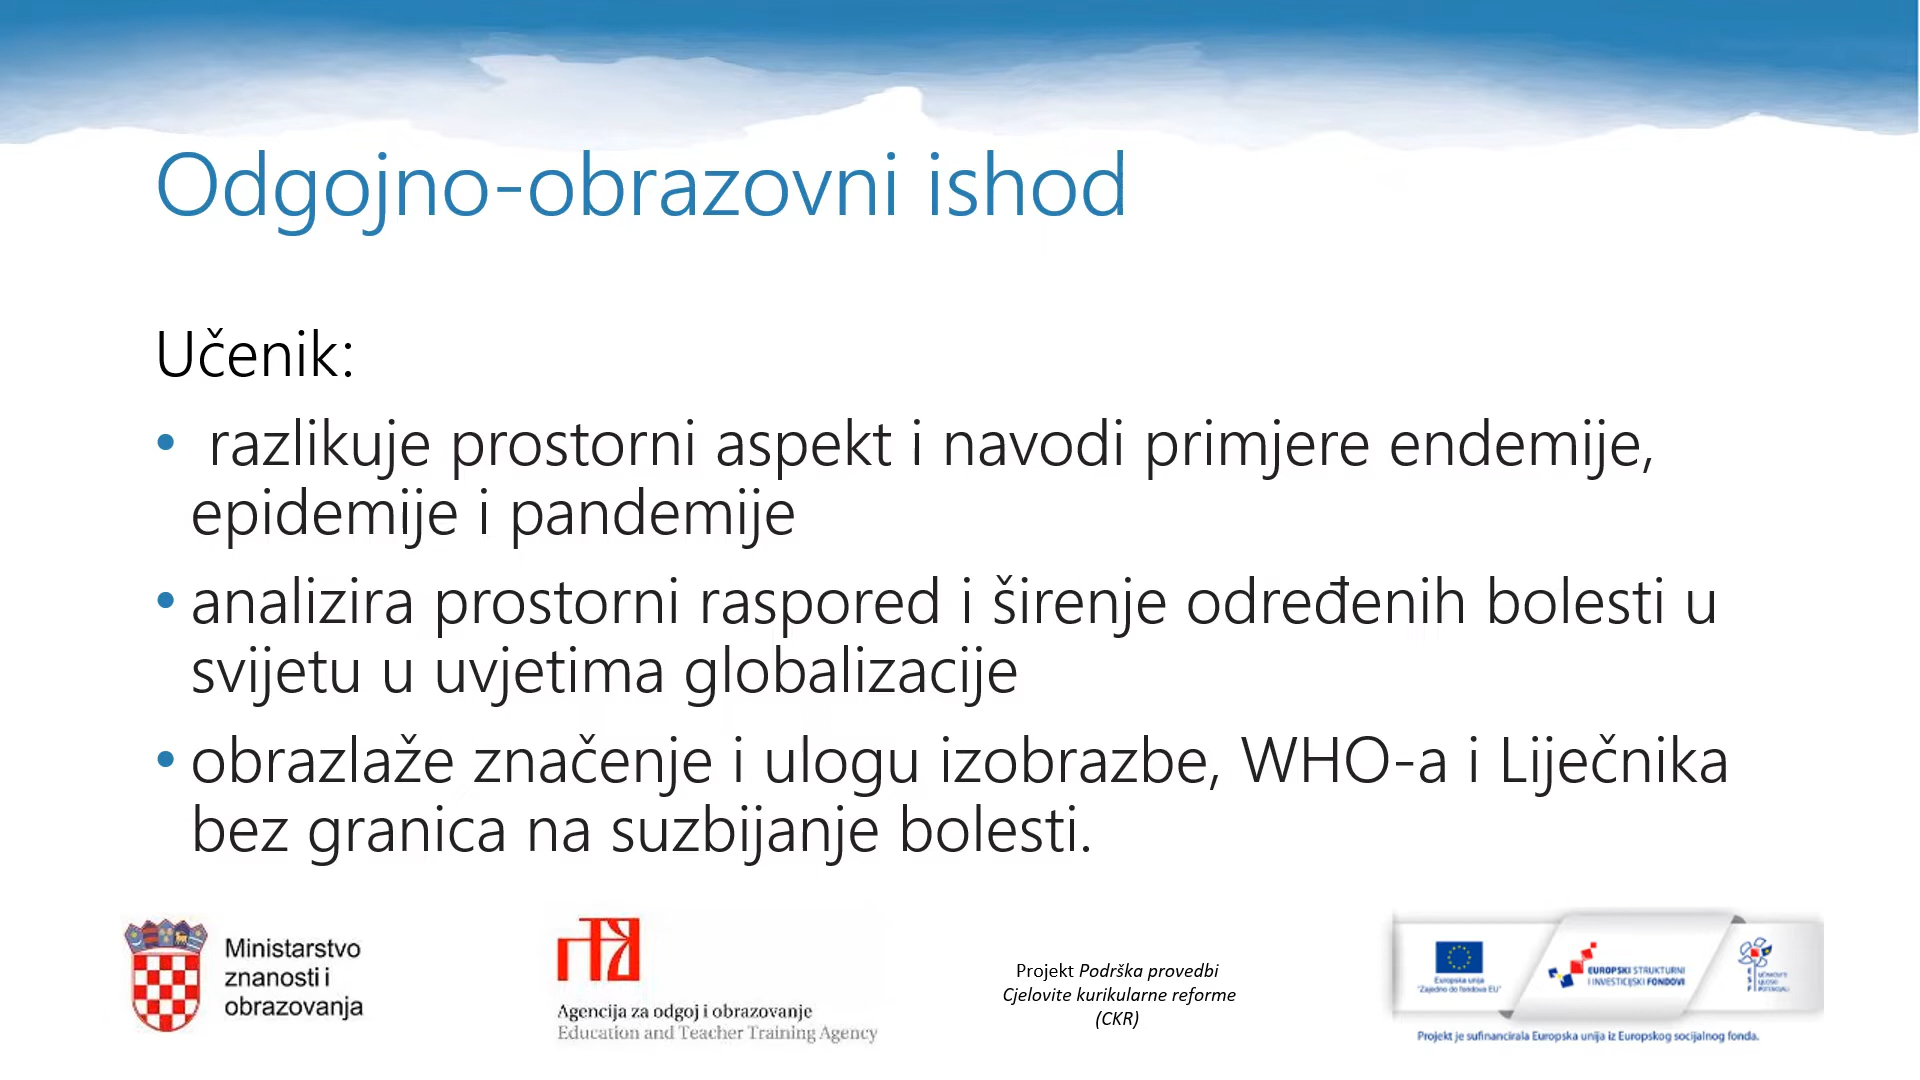 Odgojno-obrazovni ishod
Učenik:
• razlikuje prostorni aspekt i navodi primjere endemije,
epidemije i pandemije
• analizira prostorni raspored i širenje određenih bolesti u
svijetu u uvjetima globalizacije
• obrazlaže značenje i ulogu izobrazbe, WHO-a i Liječnika
bez granica na suzbijanje bolesti.
Ministarstvo
znanosti i
obrazovanja
Agencija za odgoj i obrazovanje
Education and Teacher Training Agency
Projekt Podrška provedbi
Cjelovite kurikularne reforme
(CKR)
Europska unija
"Zajedno do fondova EU"
EUROPSKI STRUKTURNI
I INVESTICIJSKI FONDOVI
Projekt je sufinancirala Europska unija iz Europskog socijalnog fonda.